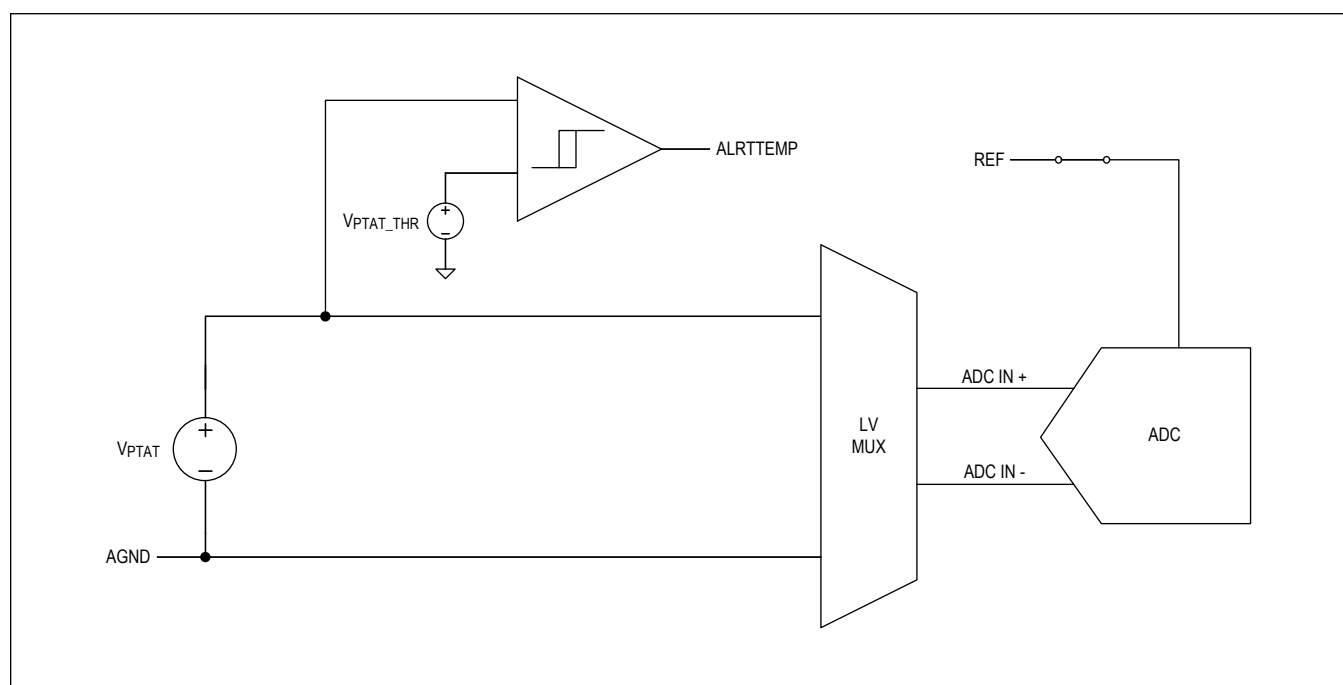 ALRTTEMP
REF
VPTAT_THR
+
−
ADC IN +
LV
MUX
ADC
VPTAT
+
−
ADC IN -
AGND